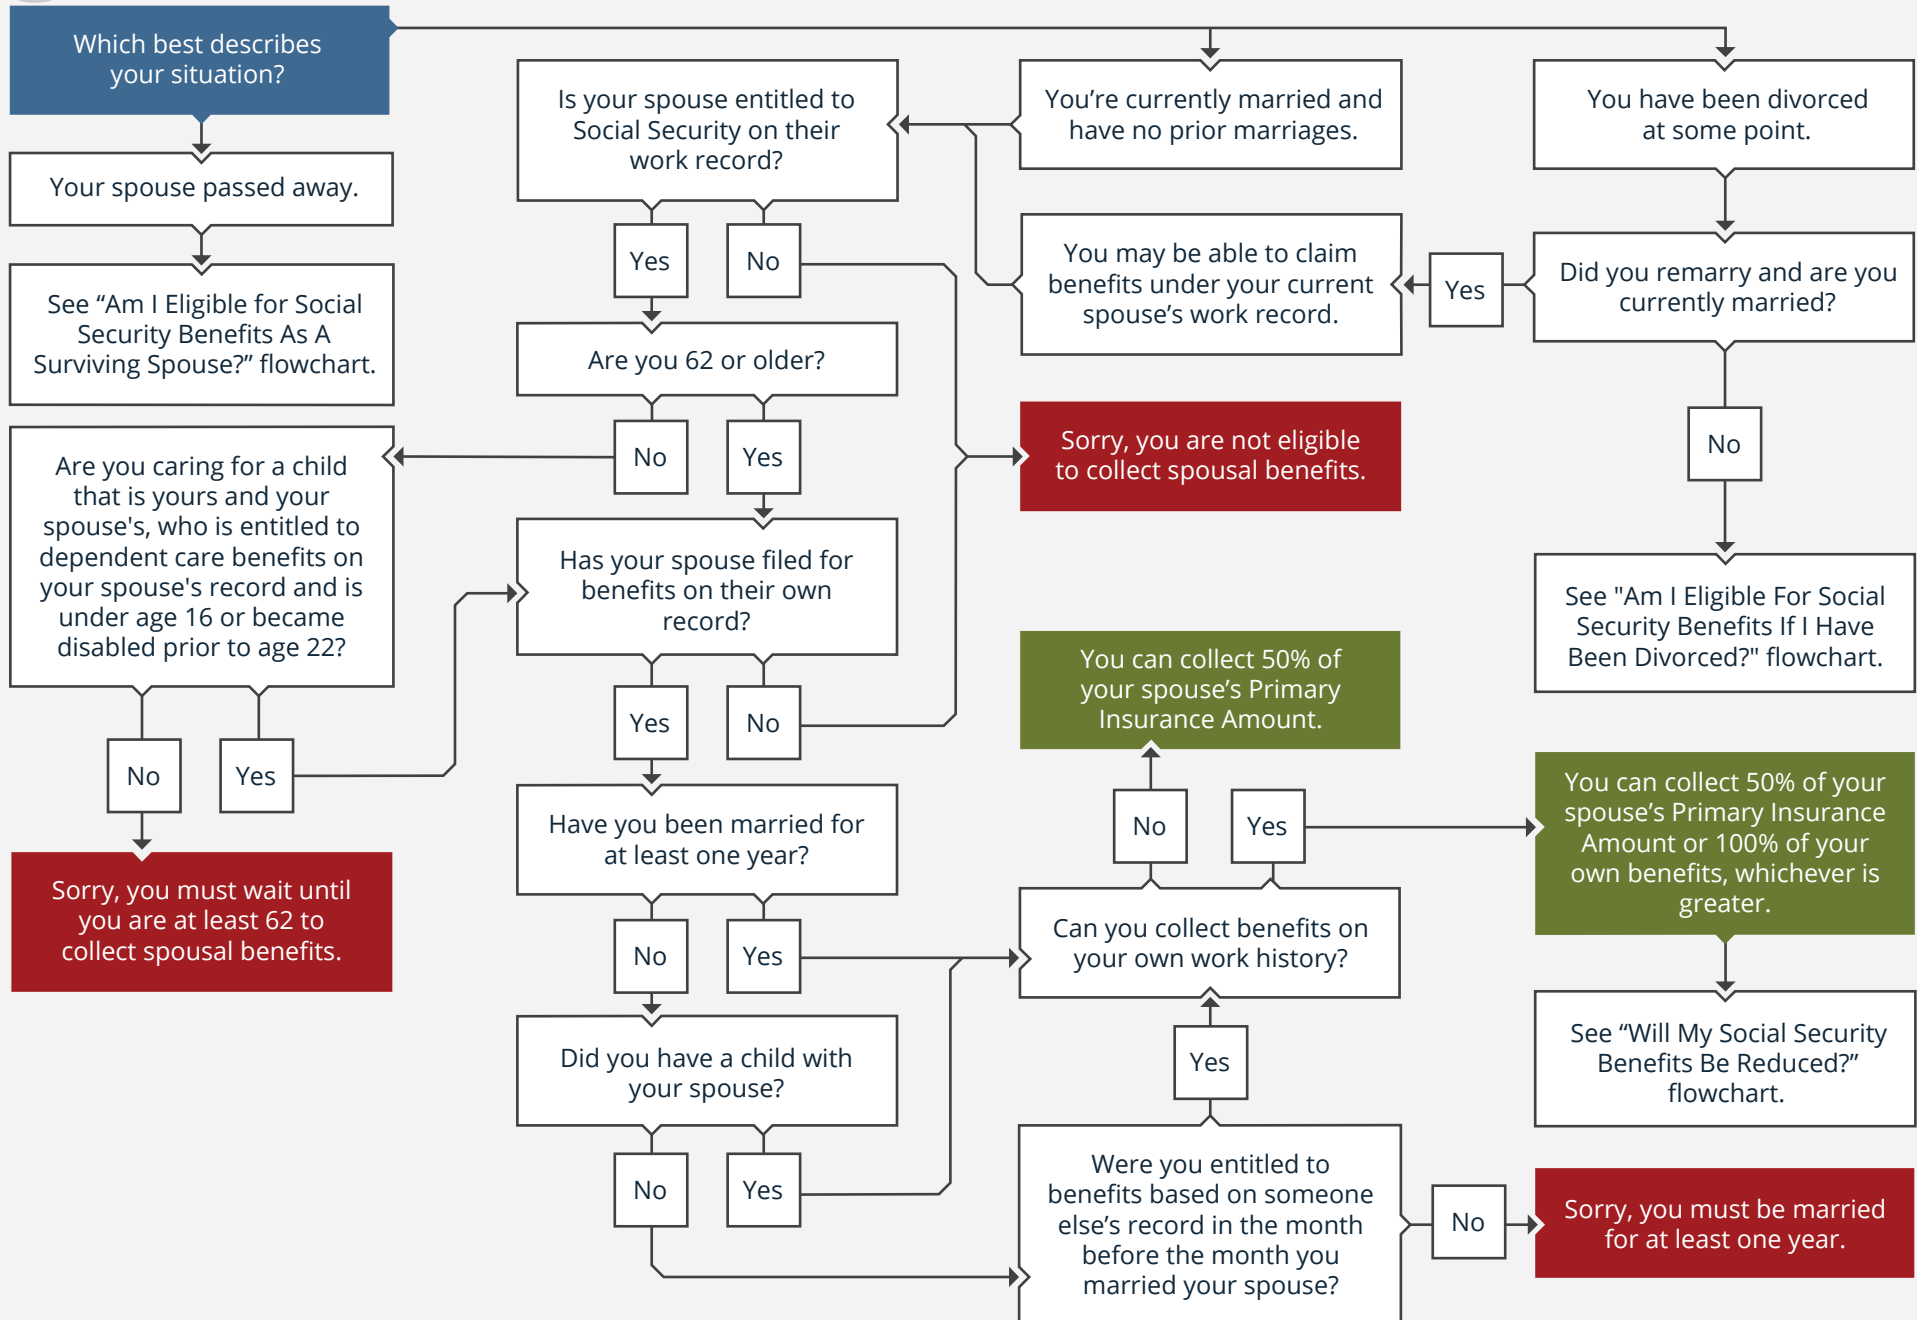 Which best describes
your situation?
Your spouse passed away.
See “Am I Eligible for Social
Security Benefits As A
Surviving Spouse?” flowchart.
You’re currently married and
have no prior marriages.
You have been divorced
at some point.
Did you remarry and are you
currently married?
Yes
You may be able to claim
benefits under your current
spouse’s work record.
No
See "Am I Eligible For Social
Security Benefits If I Have
Been Divorced?" flowchart.
Is your spouse entitled to
Social Security on their
work record?
Yes
No
Sorry, you are not eligible
to collect spousal benefits.
Are you 62 or older?
No
Yes
Are you caring for a child
that is yours and your
spouse's, who is entitled to
dependent care benefits on
your spouse's record and is
under age 16 or became
disabled prior to age 22?
No
Yes
Sorry, you must wait until
you are at least 62 to
collect spousal benefits.
Has your spouse filed for
benefits on their own
record?
Yes
No
Have you been married for
at least one year?
No
Yes
Did you have a child with
your spouse?
No
Yes
Were you entitled to
benefits based on someone
else’s record in the month
before the month you
married your spouse?
Yes
No
Sorry, you must be married
for at least one year.
Can you collect benefits on
your own work history?
No
Yes
You can collect 50% of
your spouse’s Primary
Insurance Amount.
You can collect 50% of your
spouse’s Primary Insurance
Amount or 100% of your
own benefits, whichever is
greater.
See “Will My Social Security
Benefits Be Reduced?”
flowchart.